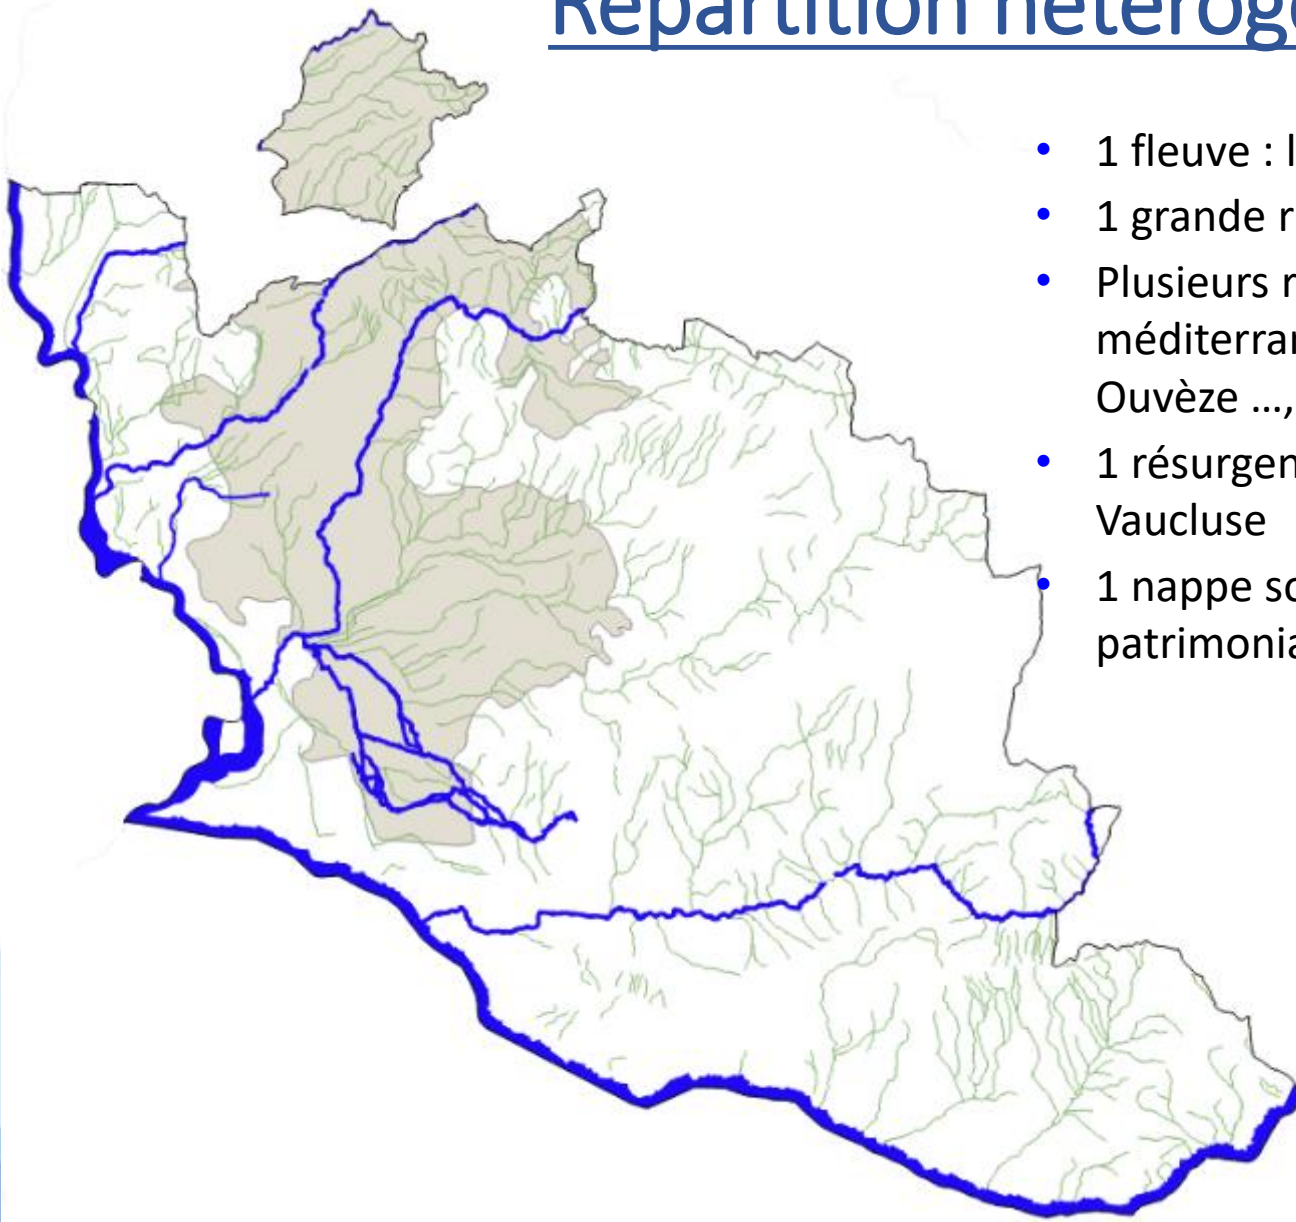 Répartition hétérog
• 1 fleuve : l
• 1 grande r
• Plusieurs r
méditerran
Ouvèze …,
• 1 résurgen
Vaucluse
• 1 nappe so
patrimonia